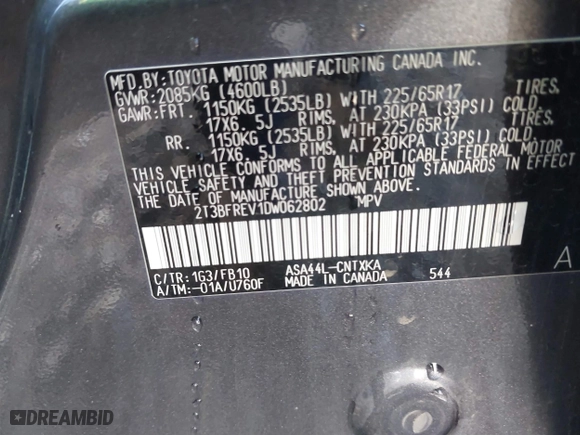 MFD.BY:TOYOTA MOTOR MANUFACTURING CANADA INC.
GVWR:2085KG (4600LB)
GAWR:FRT. 1150KG (2535LB) WITH 225/65R17 TIRES.
17X6.5J RIMS, AT 230KPA (33PSI) COLD.
RR. 1150KG (2535LB) WITH 225/65R17 TIRES.
17X6.5J RIMS, AT 230KPA (33PSI) COLD.
THIS VEHICLE CONFORMS TO ALL APPLICABLE FEDERAL MOTOR
VEHICLE SAFETY AND THEFT PREVENTION STANDARDS IN EFFECT
ON THE DATE OF MANUFACTURE SHOWN ABOVE.
2T3BFREV1DW062802 MPV
C/TR:1G3/FB10 ASA44L-CNTXKA 544 A
A/TM:-01A/U760F MADE IN CANADA
DREAMBID